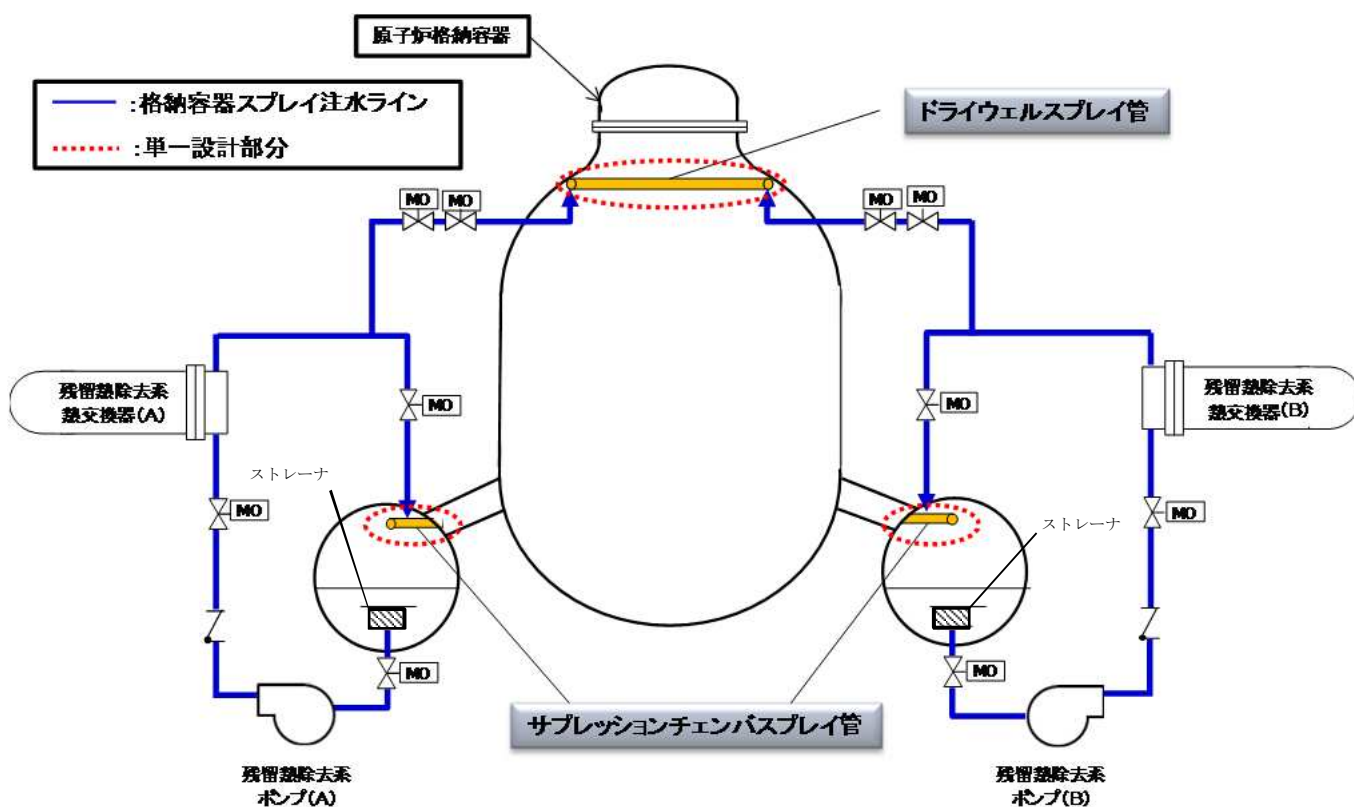 原子炉格納容器
:格納容器スプレイ注水ライン
:単一設計部分
ドライウェルスプレイ管
MO
MO
MO
MO
残留熱除去系
熱交換器(A)
MO
MO
残留熱除去系
熱交換器(B)
ストレーナ
MO
MO
ストレーナ
MO
MO
サプレッションチェンバスプレイ管
残留熱除去系
ポンプ(A)
残留熱除去系
ポンプ(B)